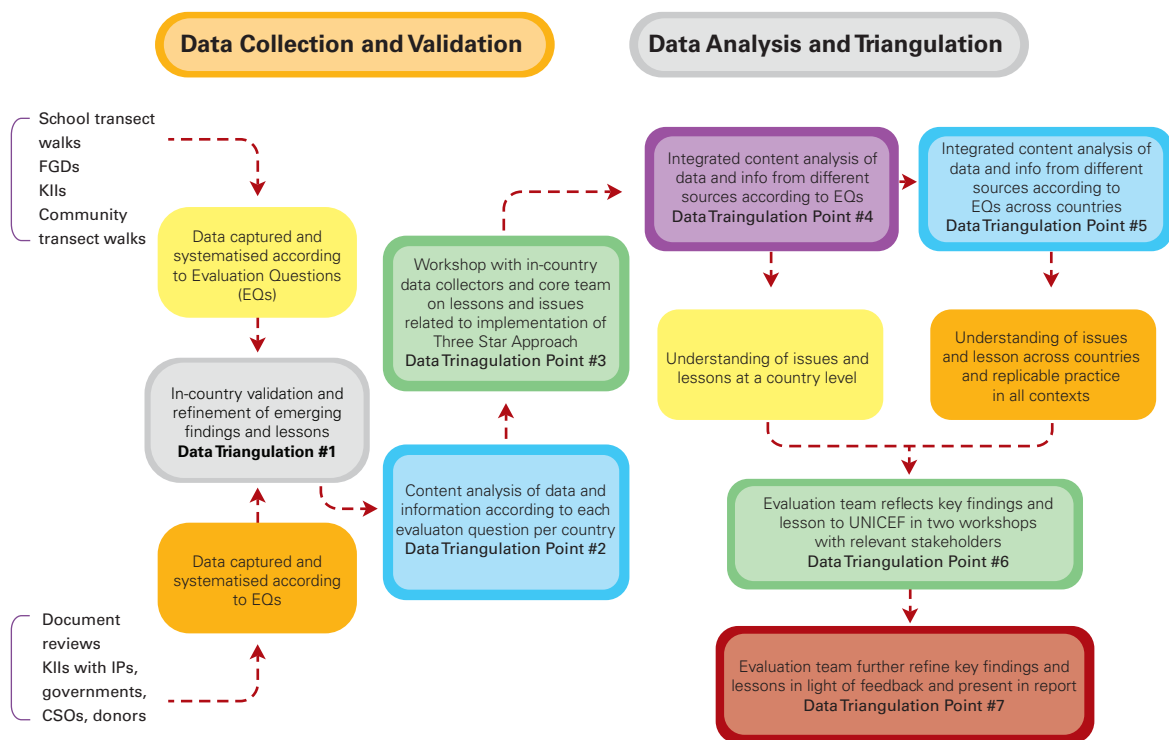 Data Collection and Validation
Data Analysis and Triangulation
School transect
walks
FGDs
KIIs
Community
transect walks
Data captured and
systematised according
to Evaluation Questions
(EQs)
In-country validation and
refinement of emerging
findings and lessons
Data Triangulation #1
Data captured and
systematised according
to EQs
Document
reviews
KIIs with IPs,
governments,
CSOs, donors
Workshop with in-country
data collectors and core team
on lessons and issues
related to implementation of
Three Star Approach
Data Trinagulation Point #3
Content analysis of data and
information according to each
evaluaton question per country
Data Triangulation Point #2
Integrated content analysis of
data and info from different
sources according to EQs
Data Traingulation Point #4
Integrated content analysis of
data and info from different
sources according to
EQs across countries
Data Triangulation Point #5
Understanding of issues and
lessons at a country level
Understanding of issues
and lesson across countries
and replicable practice
in all contexts
Evaluation team reflects key findings and
lesson to UNICEF in two workshops
with relevant stakeholders
Data Triangulation Point #6
Evaluation team further refine key findings and
lessons in light of feedback and present in report
Data Triangulation Point #7